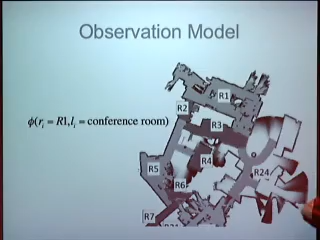 Observation Model
ϕ(r_i = R1, l_i = conference room)
R1
R2
R3
R4
R5
R24
R6
R7